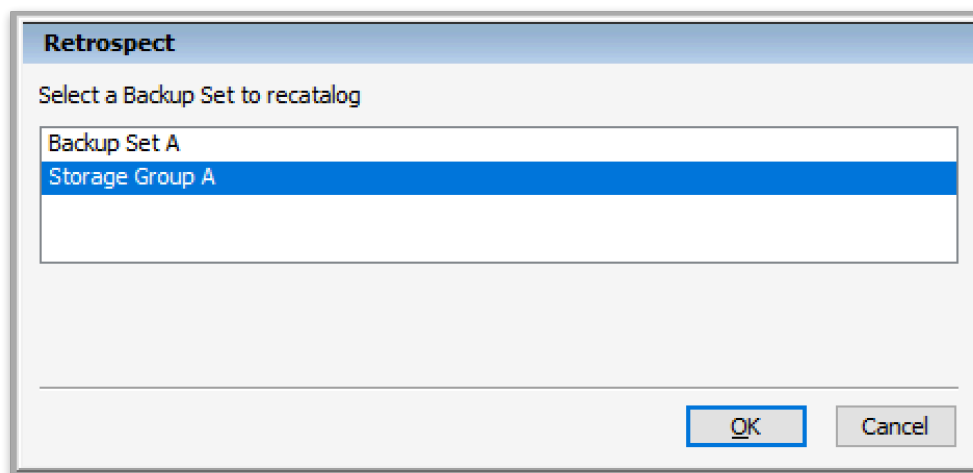 Retrospect
Select a Backup Set to recatalog
Backup Set A
Storage Group A
OK Cancel